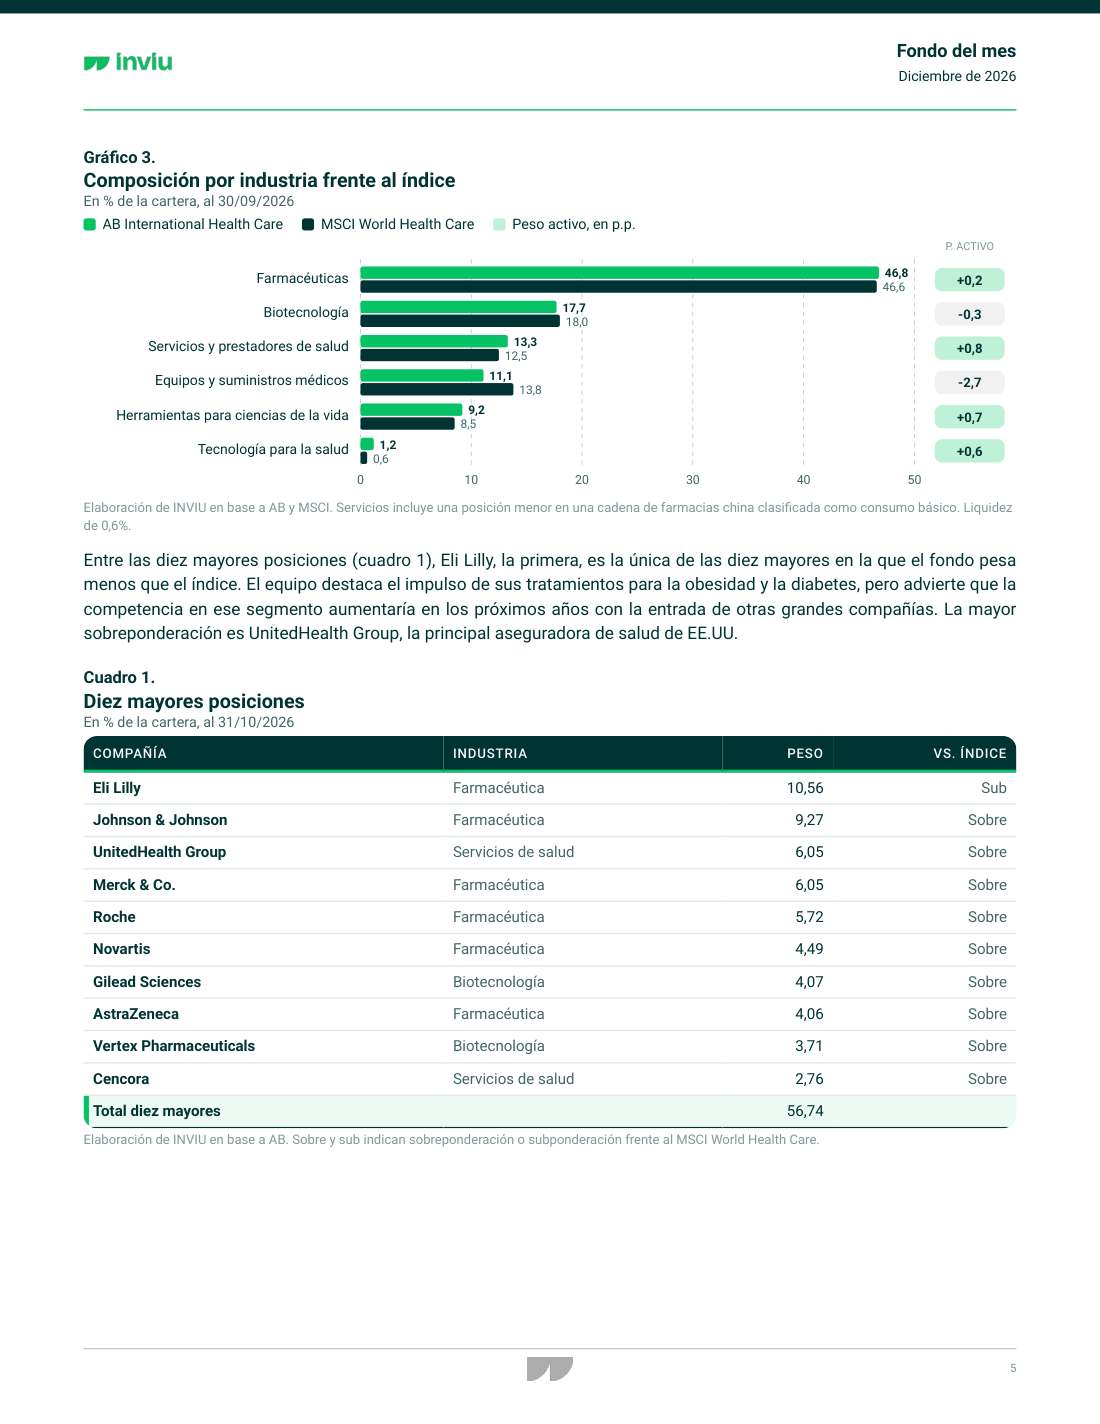 inviu
Fondo del mes
Diciembre de 2026
Gráfico 3.
Composición por industria frente al índice
En % de la cartera, al 30/09/2026
AB International Health Care MSCI World Health Care Peso activo, en p.p.
P. ACTIVO
Farmacéuticas 46,8 46,6 +0,2
Biotecnología 17,7 18,0 -0,3
Servicios y prestadores de salud 13,3 12,5 +0,8
Equipos y suministros médicos 11,1 13,8 -2,7
Herramientas para ciencias de la vida 9,2 8,5 +0,7
Tecnología para la salud 1,2 0,6 +0,6
0 10 20 30 40 50
Elaboración de INVIU en base a AB y MSCI. Servicios incluye una posición menor en una cadena de farmacias china clasificada como consumo básico. Liquidez
de 0,6%.
Entre las diez mayores posiciones (cuadro 1), Eli Lilly, la primera, es la única de las diez mayores en la que el fondo pesa
menos que el índice. El equipo destaca el impulso de sus tratamientos para la obesidad y la diabetes, pero advierte que la
competencia en ese segmento aumentaría en los próximos años con la entrada de otras grandes compañías. La mayor
sobreponderación es UnitedHealth Group, la principal aseguradora de salud de EE.UU.
Cuadro 1.
Diez mayores posiciones
En % de la cartera, al 31/10/2026
COMPAÑÍA INDUSTRIA PESO VS. ÍNDICE
Eli Lilly Farmacéutica 10,56 Sub
Johnson & Johnson Farmacéutica 9,27 Sobre
UnitedHealth Group Servicios de salud 6,05 Sobre
Merck & Co. Farmacéutica 6,05 Sobre
Roche Farmacéutica 5,72 Sobre
Novartis Farmacéutica 4,49 Sobre
Gilead Sciences Biotecnología 4,07 Sobre
AstraZeneca Farmacéutica 4,06 Sobre
Vertex Pharmaceuticals Biotecnología 3,71 Sobre
Cencora Servicios de salud 2,76 Sobre
Total diez mayores 56,74
Elaboración de INVIU en base a AB. Sobre y sub indican sobreponderación o subponderación frente al MSCI World Health Care.
5